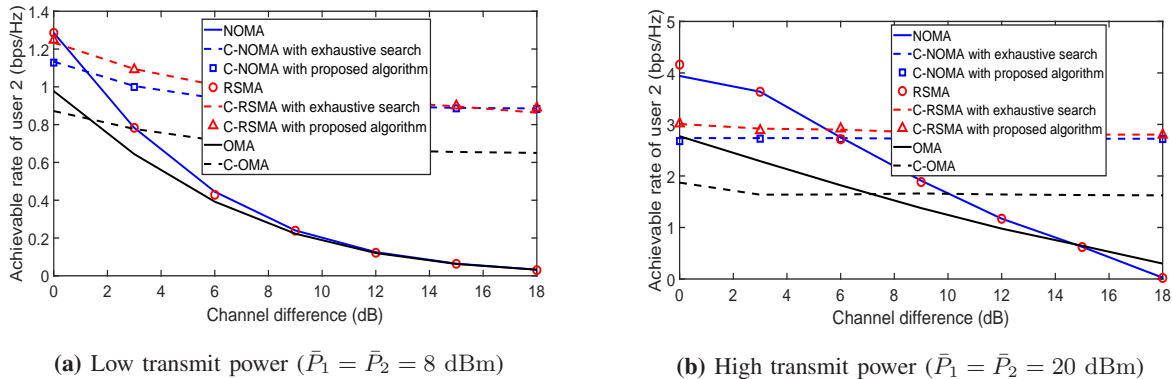 1.4
1.2
1
0.8
0.6
0.4
0.2
0
Achievable rate of user 2 (bps/Hz)
NOMA
C-NOMA with exhaustive search
C-NOMA with proposed algorithm
RSMA
C-RSMA with exhaustive search
C-RSMA with proposed algorithm
OMA
C-OMA
0 2 4 6 8 10 12 14 16 18
Channel difference (dB)
(a) Low transmit power (P̄₁ = P̄₂ = 8 dBm)
5
4
3
2
1
0
Achievable rate of user 2 (bps/Hz)
NOMA
C-NOMA with exhaustive search
C-NOMA with proposed algorithm
RSMA
C-RSMA with exhaustive search
C-RSMA with proposed algorithm
OMA
C-OMA
0 2 4 6 8 10 12 14 16 18
Channel difference (dB)
(b) High transmit power (P̄₁ = P̄₂ = 20 dBm)